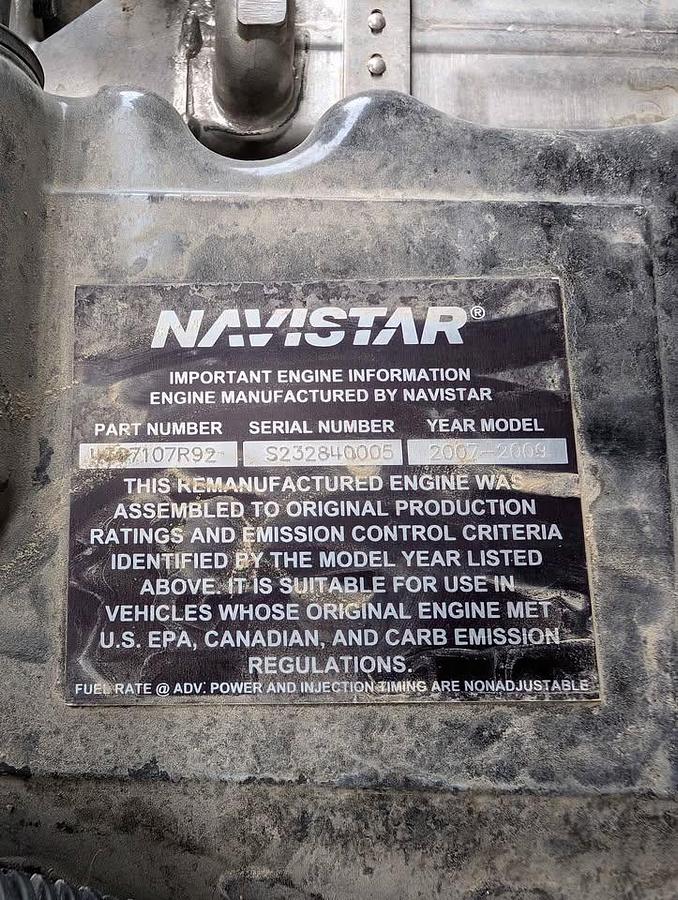 NAVISTAR®
IMPORTANT ENGINE INFORMATION
ENGINE MANUFACTURED BY NAVISTAR
PART NUMBER SERIAL NUMBER YEAR MODEL
S232840005 2007-2009
THIS REMANUFACTURED ENGINE WAS
ASSEMBLED TO ORIGINAL PRODUCTION
RATINGS AND EMISSION CONTROL CRITERIA
IDENTIFIED BY THE MODEL YEAR LISTED
ABOVE. IT IS SUITABLE FOR USE IN
VEHICLES WHOSE ORIGINAL ENGINE MET
U.S. EPA, CANADIAN, AND CARB EMISSION
REGULATIONS.
FUEL RATE @ ADV. POWER AND INJECTION TIMING ARE NONADJUSTABLE